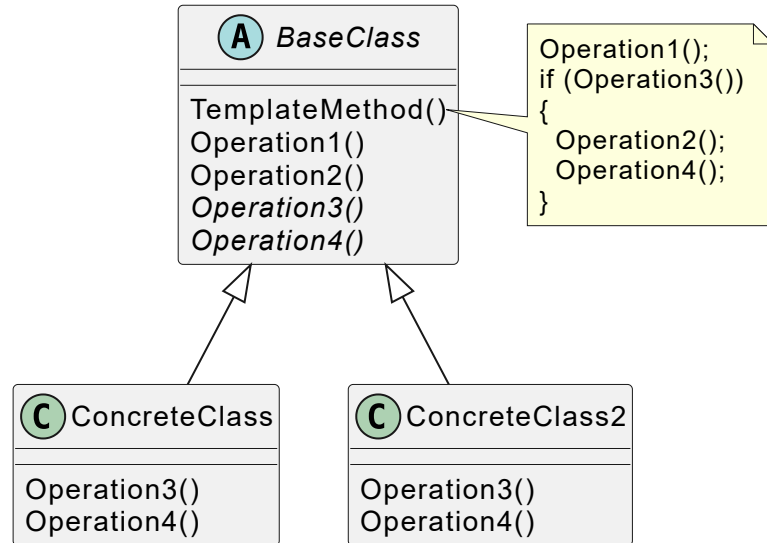 A BaseClass
TemplateMethod()
Operation1()
Operation2()
Operation3()
Operation4()
Operation1();
if (Operation3())
{
  Operation2();
  Operation4();
}
C ConcreteClass
Operation3()
Operation4()
C ConcreteClass2
Operation3()
Operation4()